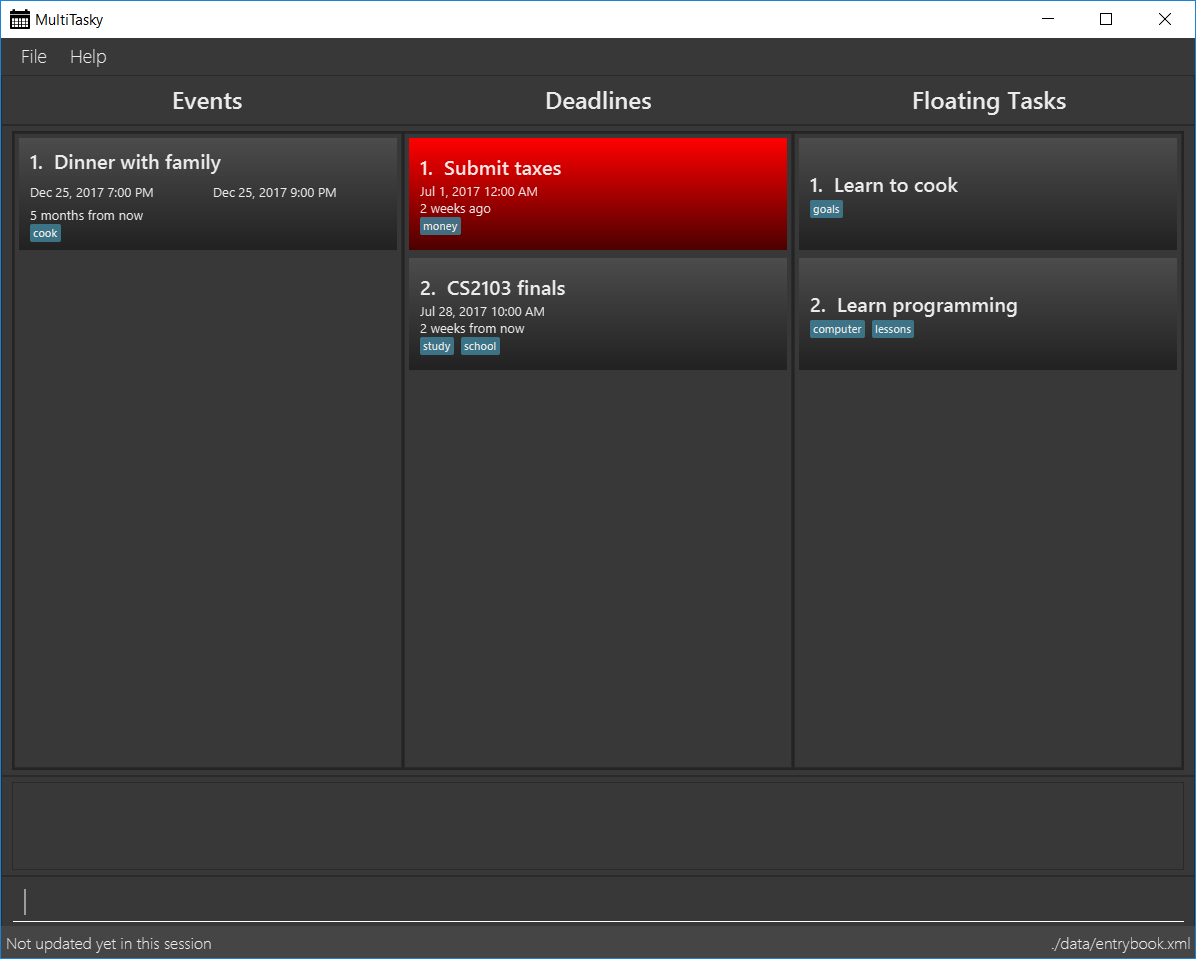 MultiTasky
File Help
Events Deadlines Floating Tasks
1. Dinner with family
Dec 25, 2017 7:00 PM Dec 25, 2017 9:00 PM
5 months from now
cook
1. Submit taxes
Jul 1, 2017 12:00 AM
2 weeks ago
money
2. CS2103 finals
Jul 28, 2017 10:00 AM
2 weeks from now
study school
1. Learn to cook
goals
2. Learn programming
computer lessons
Not updated yet in this session ./data/entrybook.xml